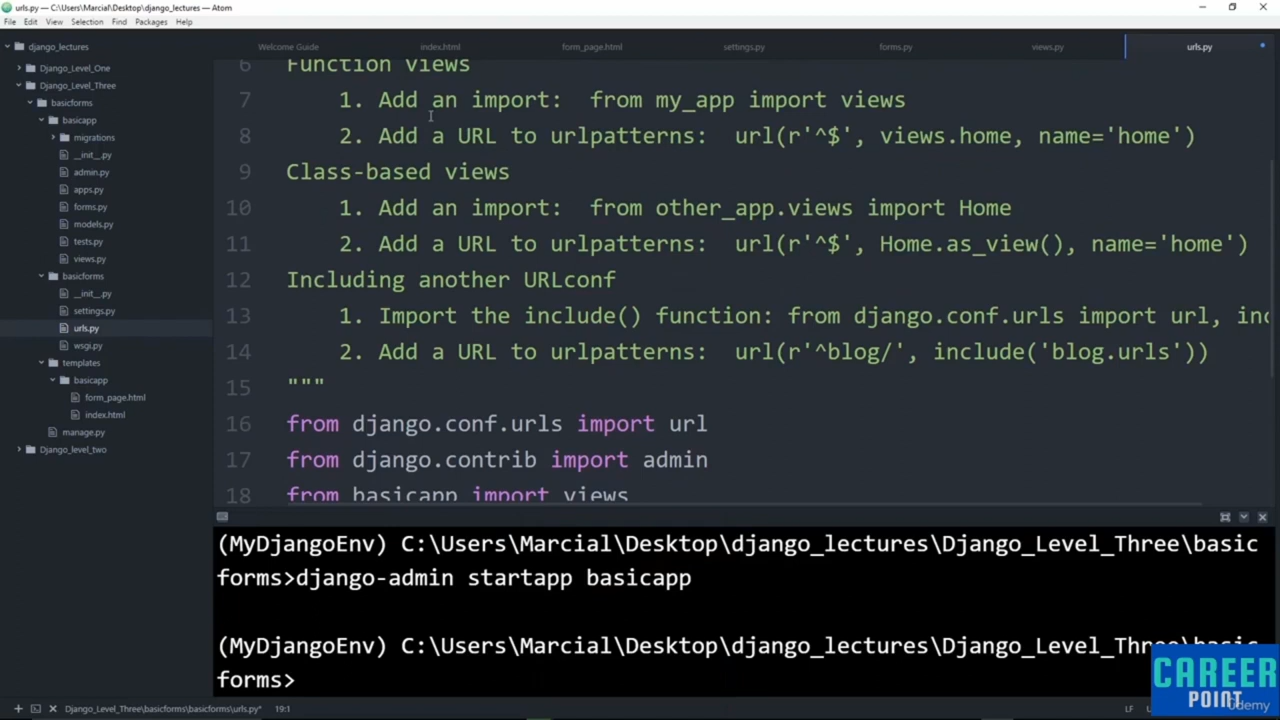 urls.py — C:\Users\Marcial\Desktop\django_lectures — Atom
File Edit View Selection Find Packages Help
django_lectures
Django_Level_One
Django_Level_Three
basicforms
basicapp
migrations
__init__.py
admin.py
apps.py
forms.py
models.py
tests.py
views.py
basicforms
__init__.py
settings.py
urls.py
wsgi.py
templates
basicapp
form_page.html
index.html
manage.py
Django_level_two
Welcome Guide index.html form_page.html settings.py forms.py views.py urls.py
6 Function views
7 1. Add an import:  from my_app import views
8 2. Add a URL to urlpatterns:  url(r'^$', views.home, name='home')
9 Class-based views
10 1. Add an import:  from other_app.views import Home
11 2. Add a URL to urlpatterns:  url(r'^$', Home.as_view(), name='home')
12 Including another URLconf
13 1. Import the include() function: from django.conf.urls import url, inc
14 2. Add a URL to urlpatterns:  url(r'^blog/', include('blog.urls'))
15 """
16 from django.conf.urls import url
17 from django.contrib import admin
18 from basicapp import views
(MyDjangoEnv) C:\Users\Marcial\Desktop\django_lectures\Django_Level_Three\basic
forms>django-admin startapp basicapp
(MyDjangoEnv) C:\Users\Marcial\Desktop\django_lectures\Django_Level_Three\basic
forms>
Django_Level_Three\basicforms\basicforms\urls.py* 19:1
LF
CAREER
POINT
Udemy